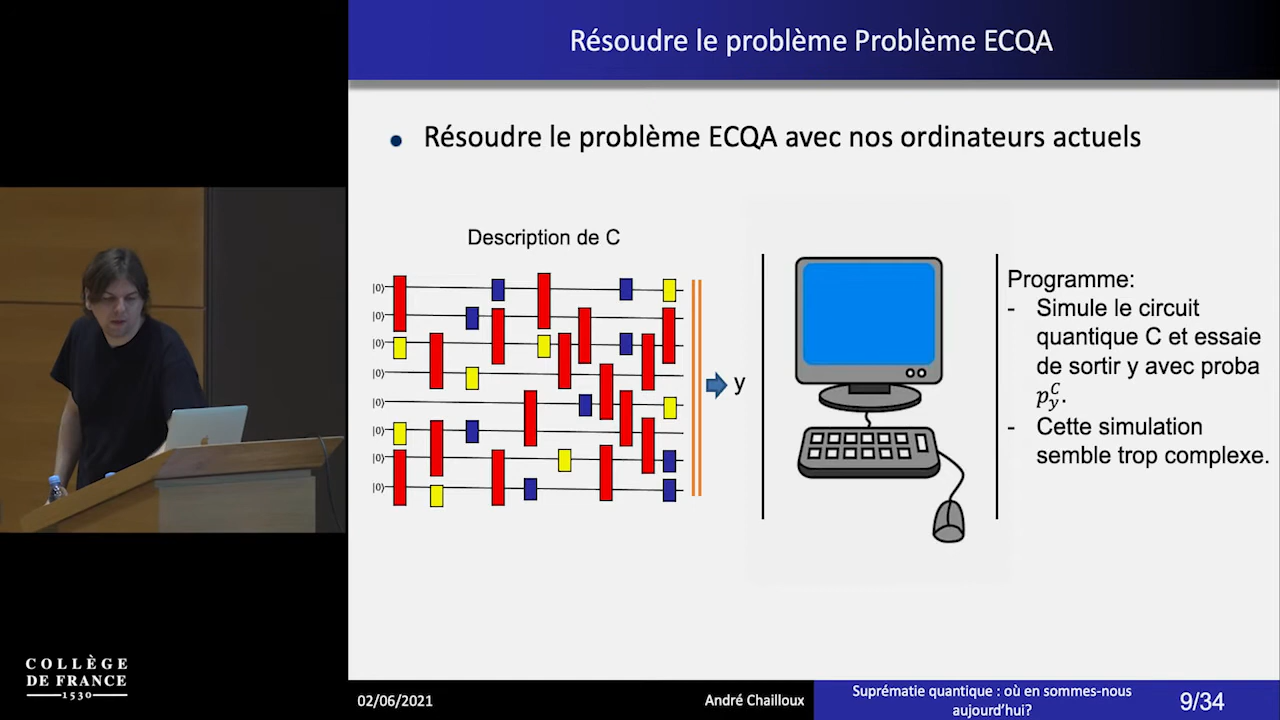 Résoudre le problème Problème ECQA
• Résoudre le problème ECQA avec nos ordinateurs actuels
Description de C
|0⟩
|0⟩
|0⟩
|0⟩
|0⟩
|0⟩
|0⟩
|0⟩
y
Programme:
- Simule le circuit
quantique C et essaie
de sortir y avec proba
p_y^C.
- Cette simulation
semble trop complexe.
COLLÈGE
DE FRANCE
1530
02/06/2021
André Chailloux
Suprématie quantique : où en sommes-nous
aujourd'hui?
9/34